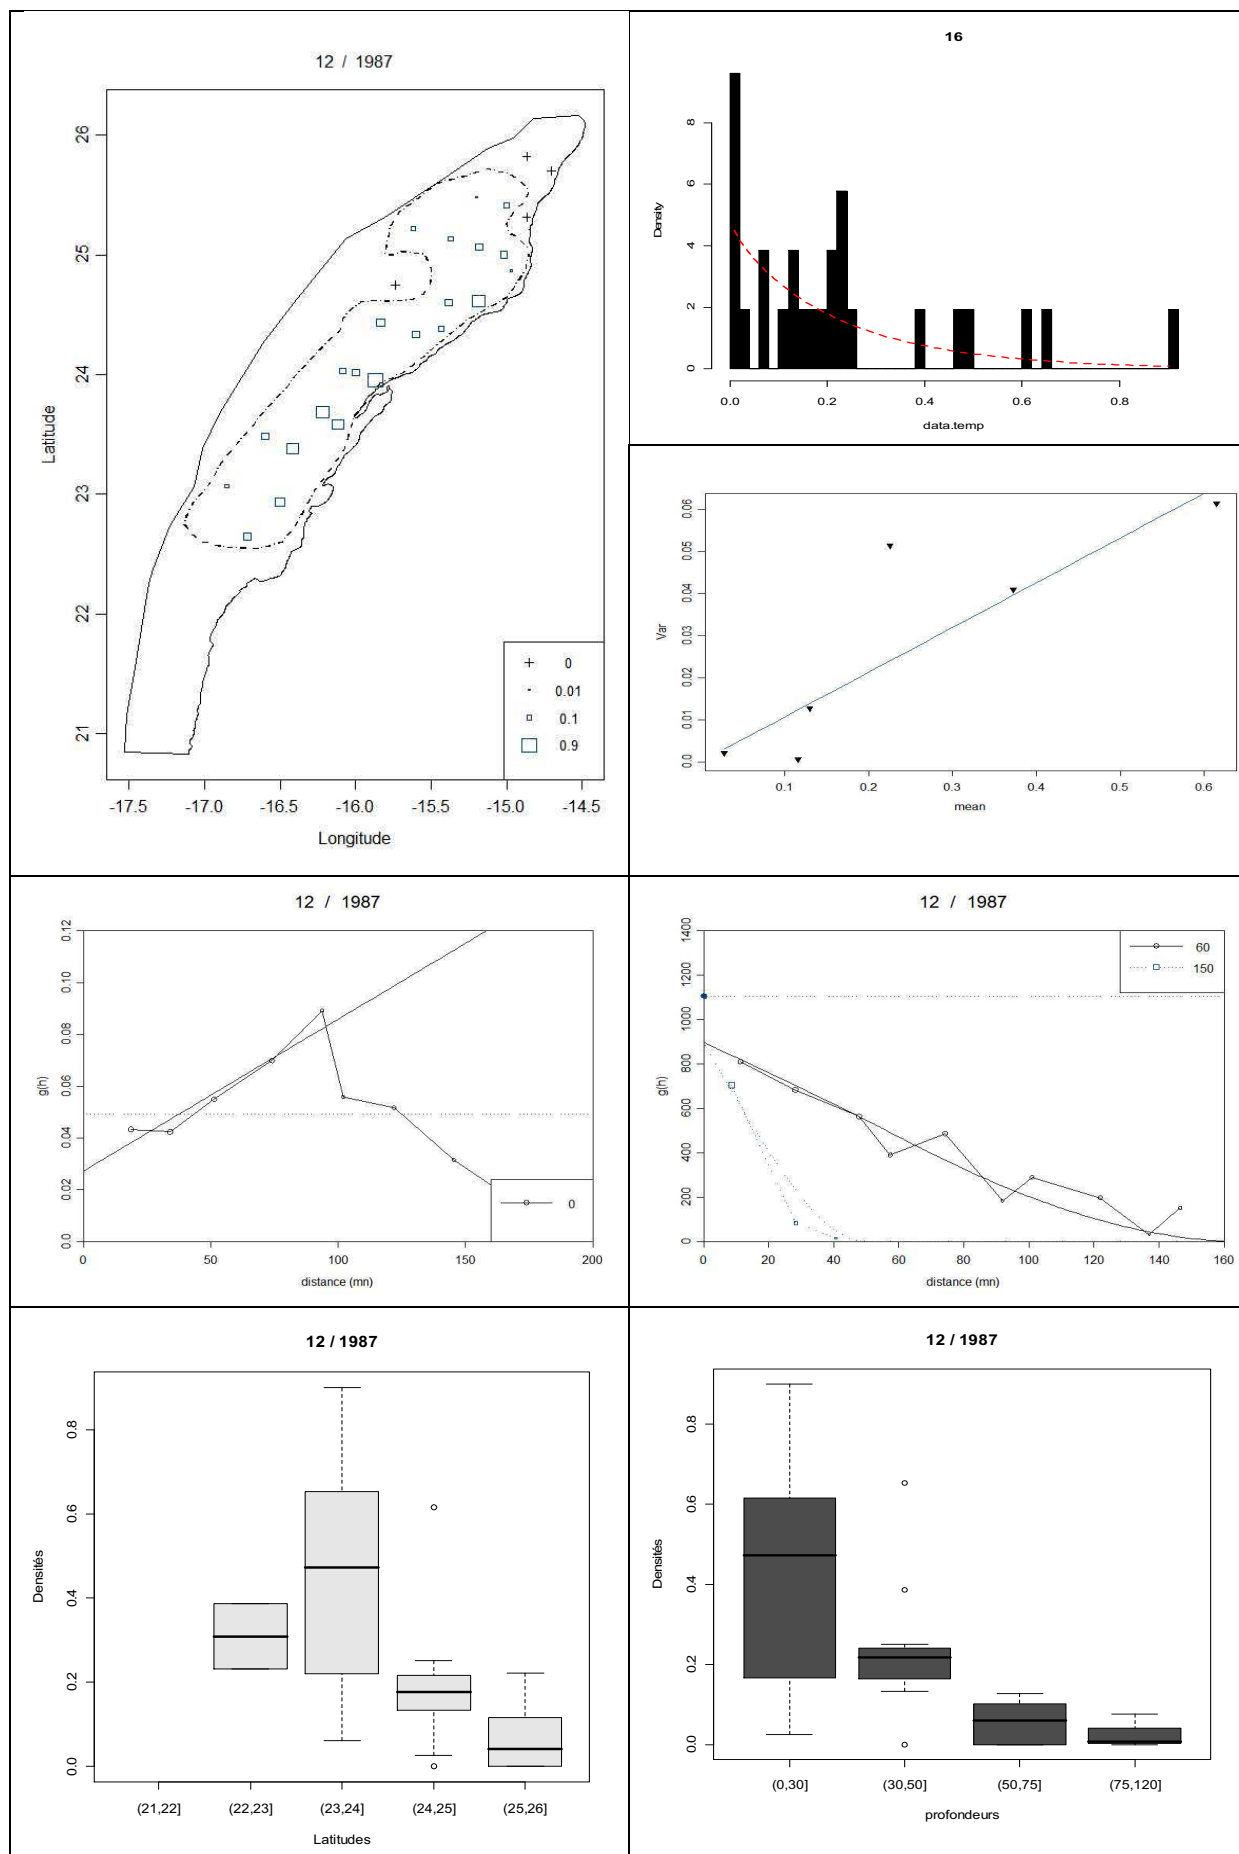 12 / 1987
Latitude
26
25
24
23
22
21
0
0.01
0.1
0.9
-17.5 -17.0 -16.5 -16.0 -15.5 -15.0 -14.5
Longitude
16
Density
8
6
4
2
0
0.0 0.2 0.4 0.6 0.8
data.temp
Var
0.06
0.05
0.04
0.03
0.02
0.01
0.0
0.1 0.2 0.3 0.4 0.5 0.6
mean
12 / 1987
g(h)
0.12
0.10
0.08
0.06
0.04
0.02
0.0
0
0 50 100 150 200
distance (mn)
12 / 1987
g(h)
1400
1200
1000
800
600
400
200
0
60
150
0 20 40 60 80 100 120 140 160
distance (mn)
12 / 1987
Densités
0.8
0.6
0.4
0.2
0.0
(21,22] (22,23] (23,24] (24,25] (25,26]
Latitudes
12 / 1987
Densités
0.8
0.6
0.4
0.2
0.0
(0,30] (30,50] (50,75] (75,120]
profondeurs